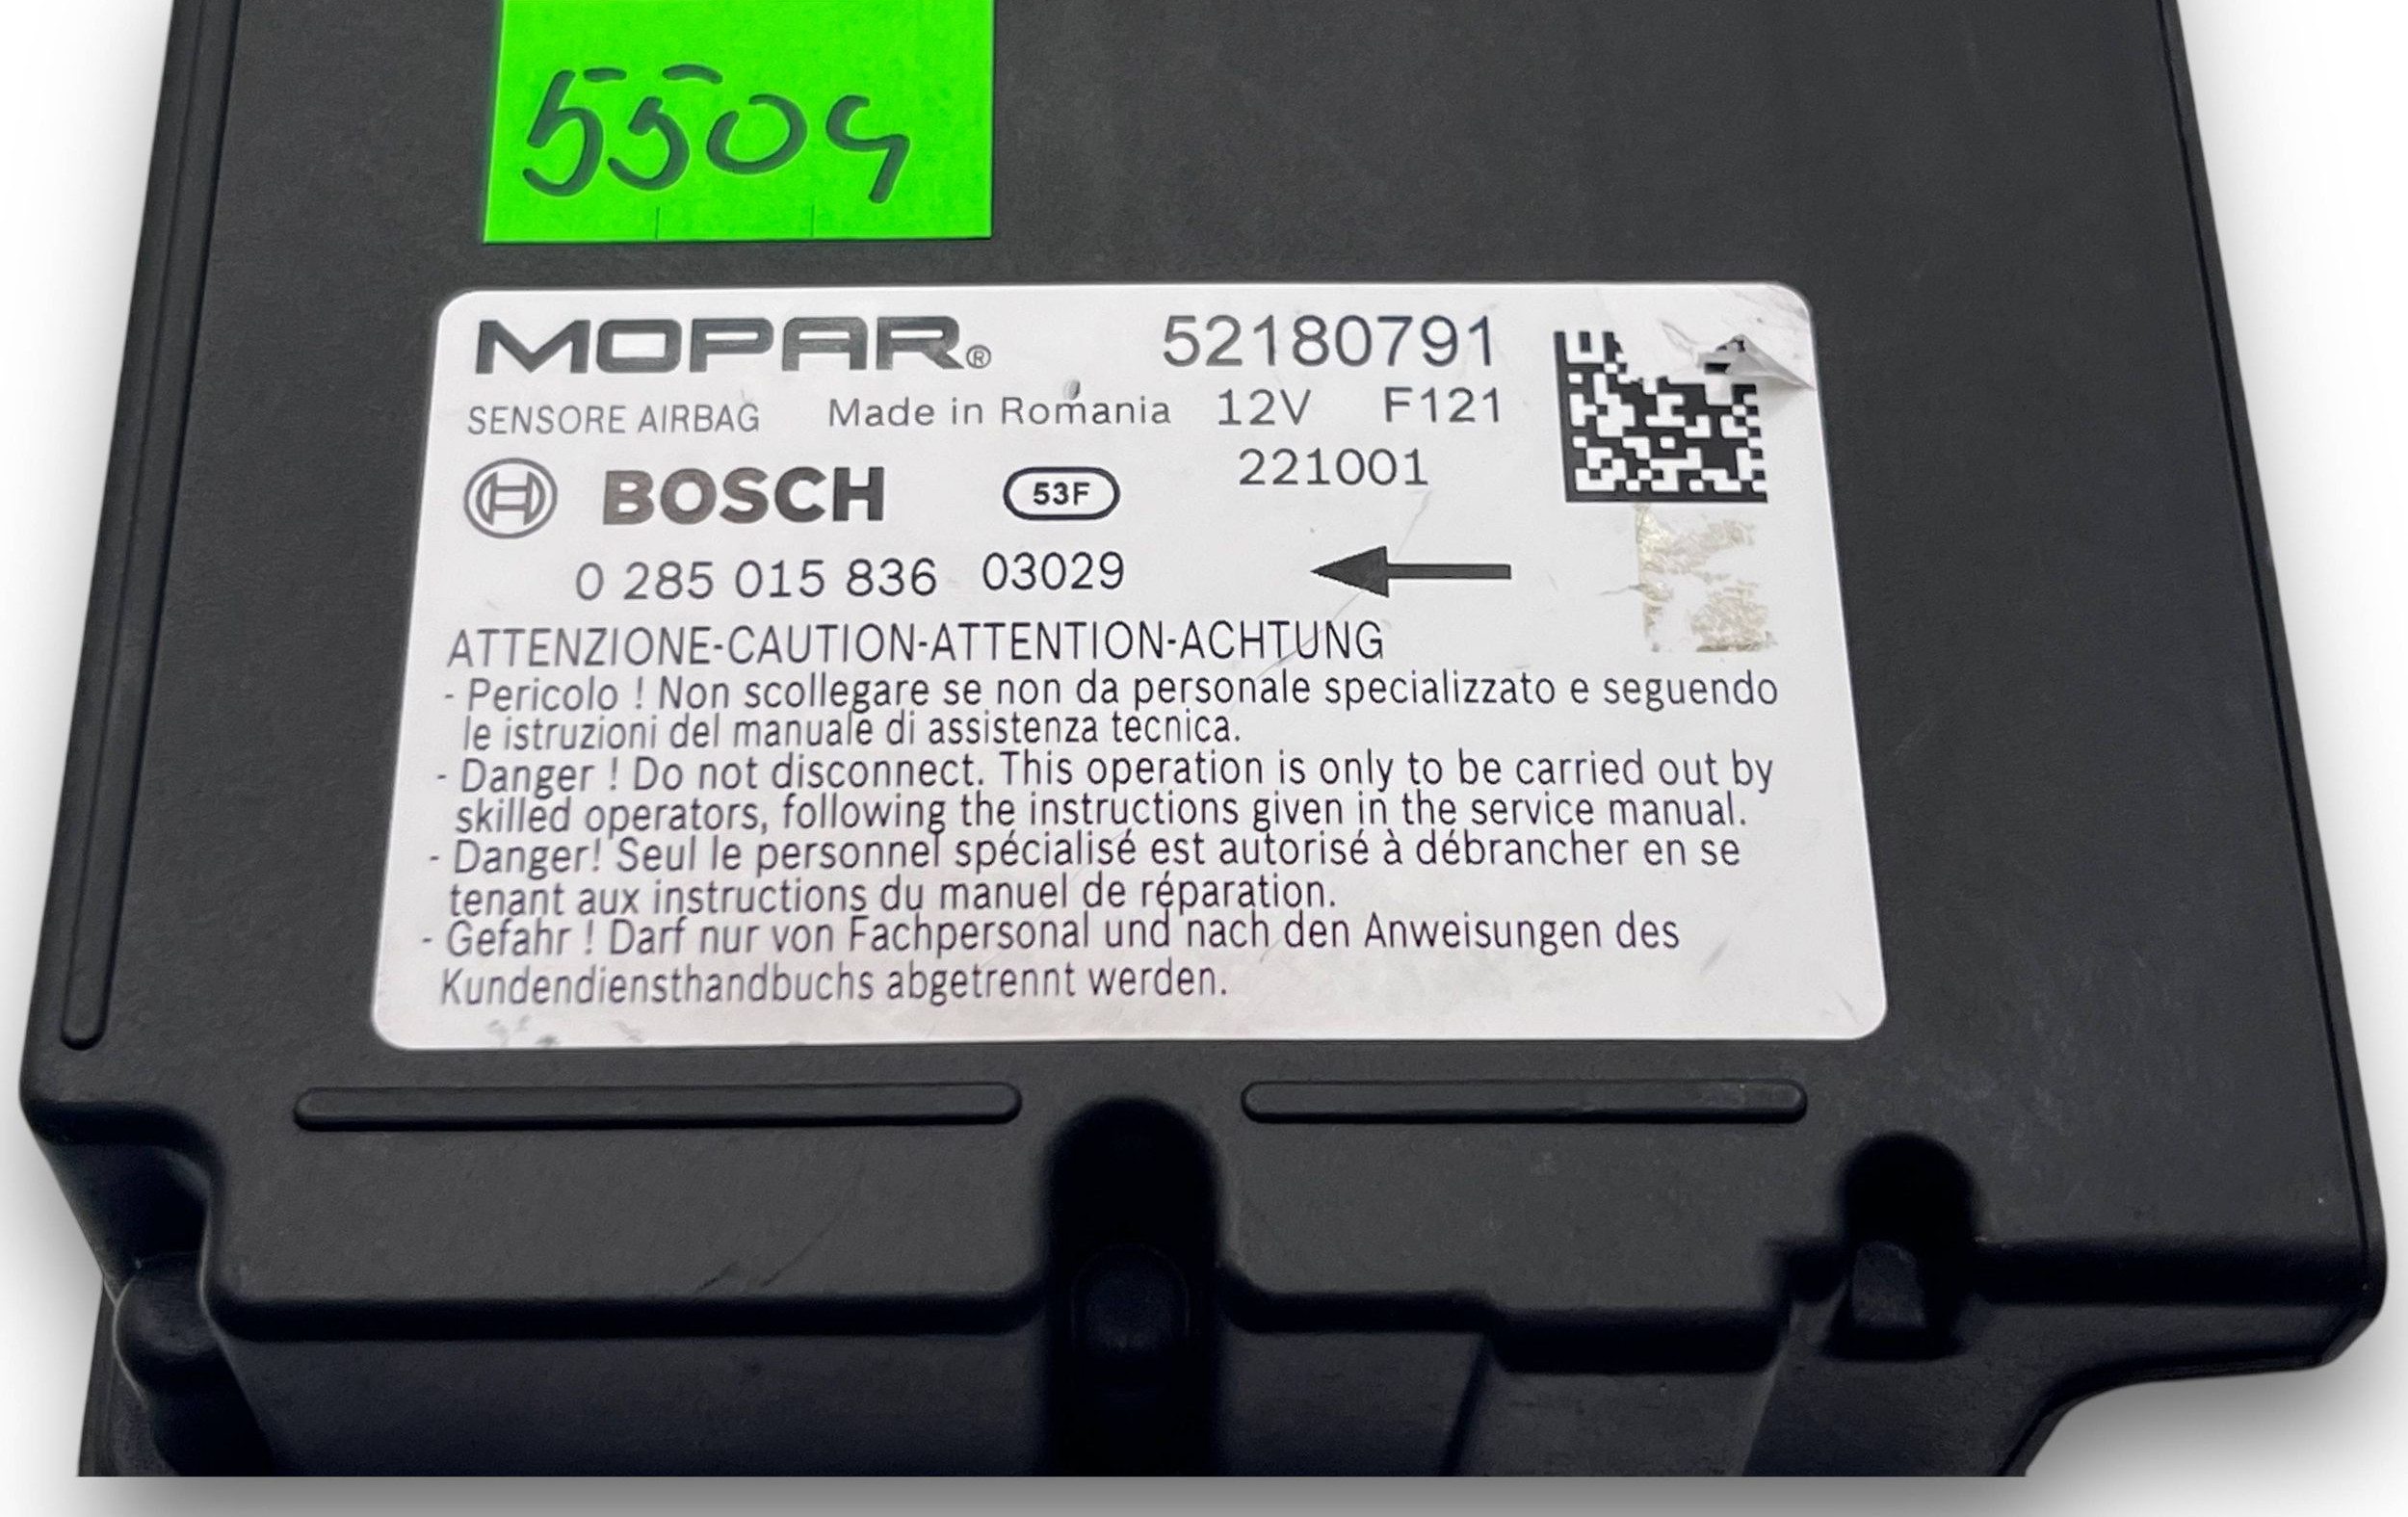 5504
MOPAR® 52180791
SENSORE AIRBAG Made in Romania 12V F121
BOSCH 53F 221001
0 285 015 836 03029
ATTENZIONE-CAUTION-ATTENTION-ACHTUNG
- Pericolo ! Non scollegare se non da personale specializzato e seguendo
le istruzioni del manuale di assistenza tecnica.
- Danger ! Do not disconnect. This operation is only to be carried out by
skilled operators, following the instructions given in the service manual.
- Danger! Seul le personnel spécialisé est autorisé à débrancher en se
tenant aux instructions du manuel de réparation.
- Gefahr ! Darf nur von Fachpersonal und nach den Anweisungen des
Kundendiensthandbuchs abgetrennt werden.